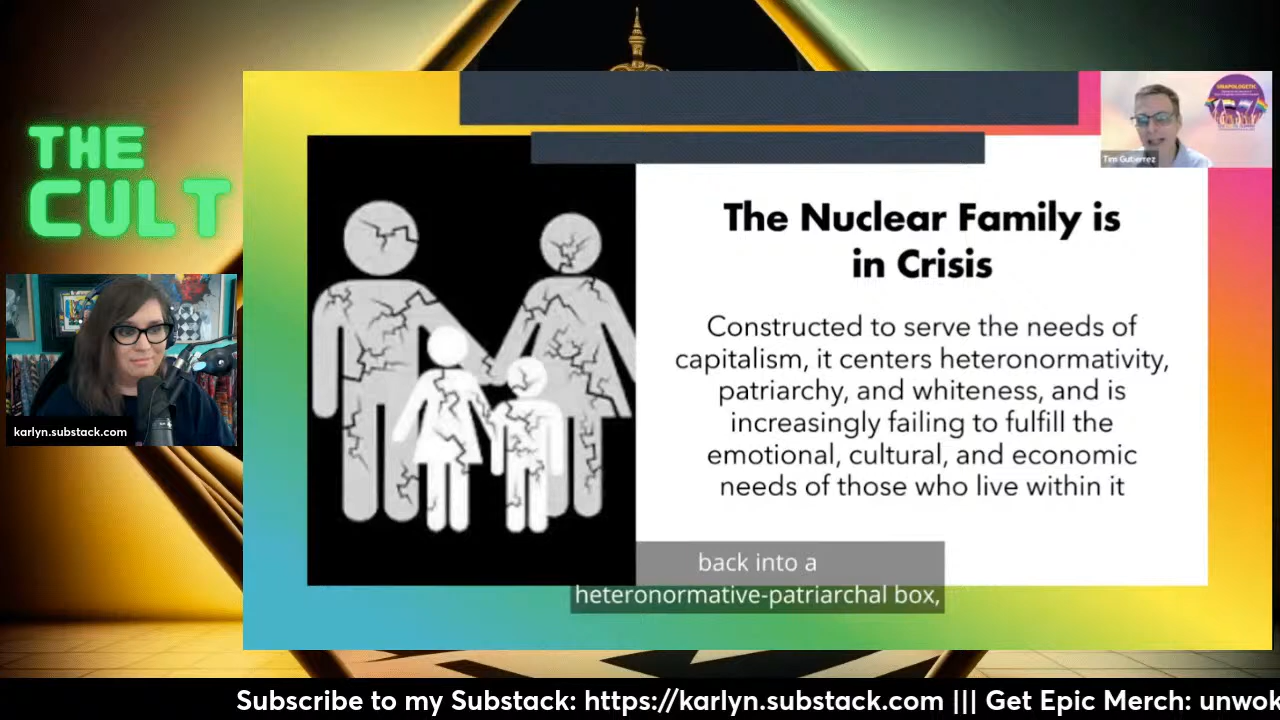 THE
CULT
karlyn.substack.com
UNAPOLOGETIC
Tim Gutierrez
The Nuclear Family is
in Crisis
Constructed to serve the needs of
capitalism, it centers heteronormativity,
patriarchy, and whiteness, and is
increasingly failing to fulfill the
emotional, cultural, and economic
needs of those who live within it
back into a
heteronormative-patriarchal box,
Subscribe to my Substack: https://karlyn.substack.com ||| Get Epic Merch: unwok